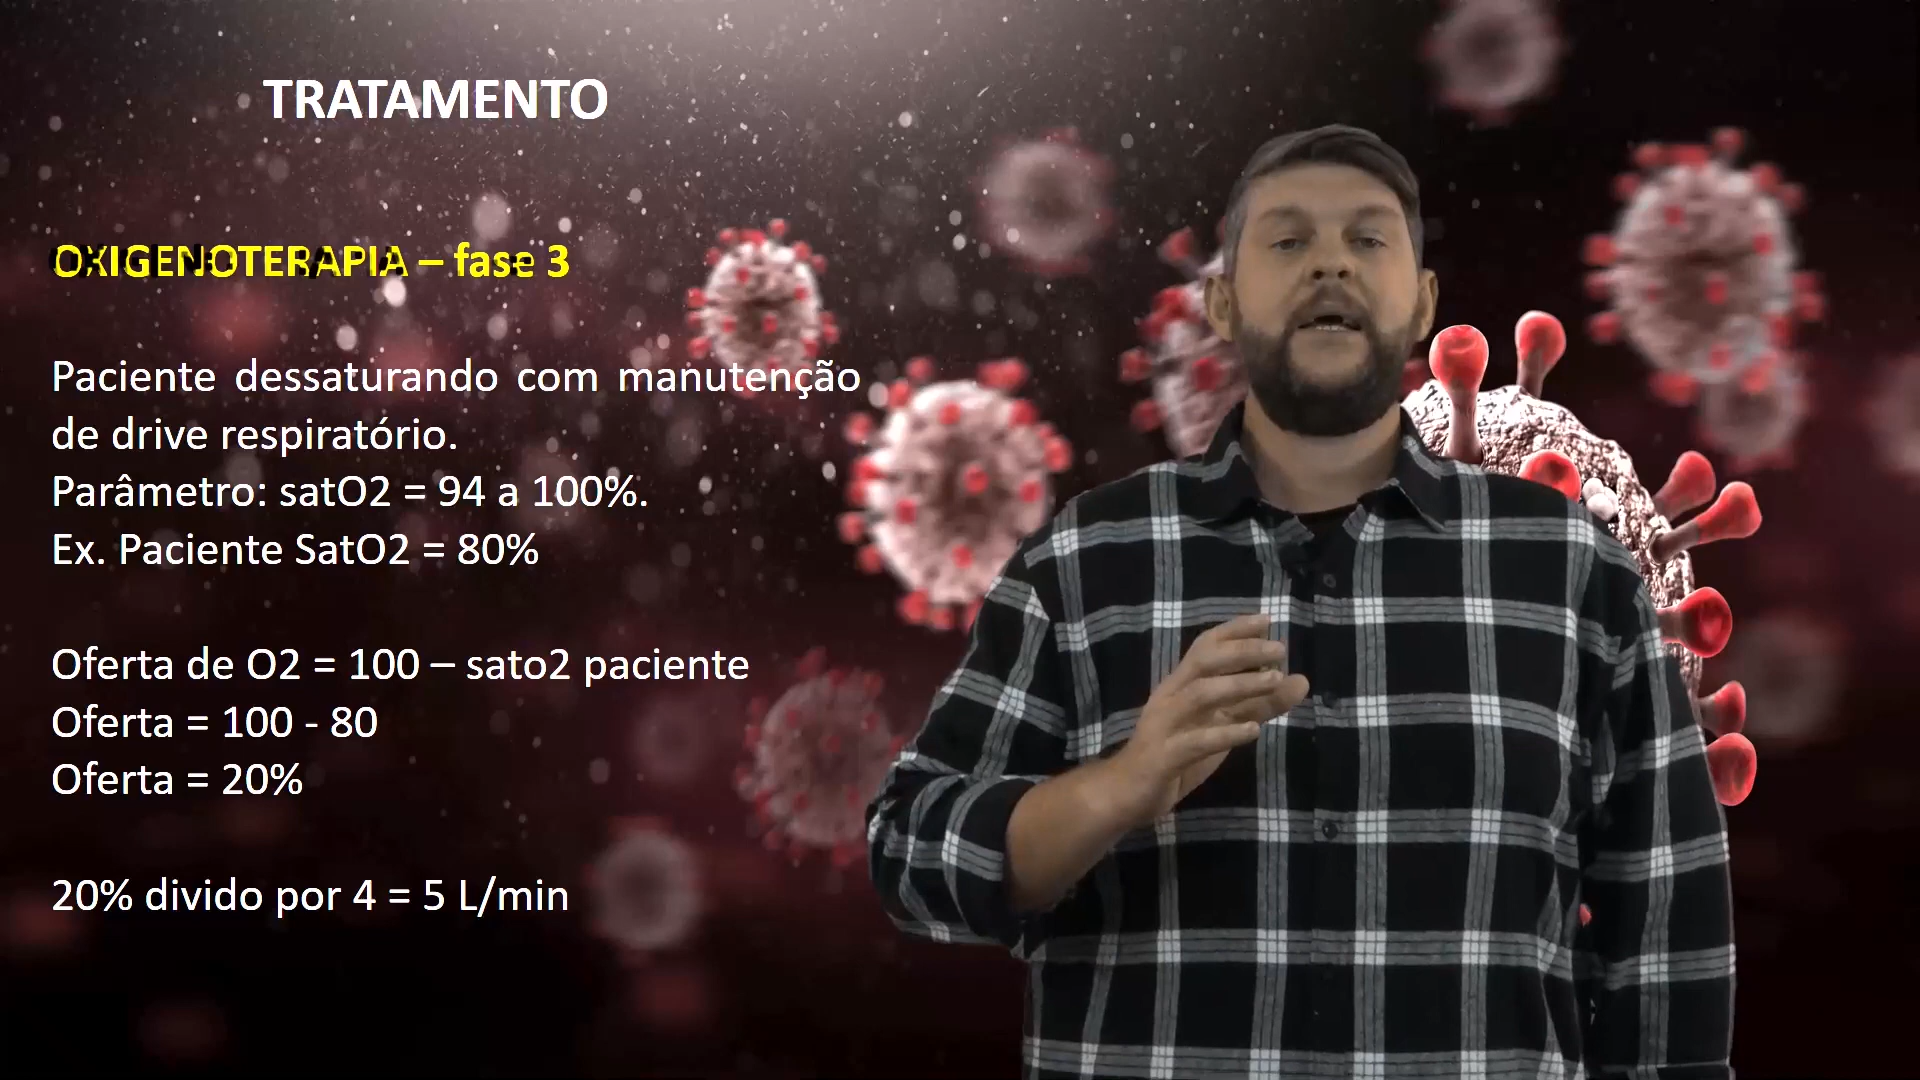 TRATAMENTO
OXIGENOTERAPIA – fase 3
Paciente dessaturando com manutenção
de drive respiratório.
Parâmetro: satO2 = 94 a 100%.
Ex. Paciente SatO2 = 80%
Oferta de O2 = 100 – sato2 paciente
Oferta = 100 - 80
Oferta = 20%
20% divido por 4 = 5 L/min